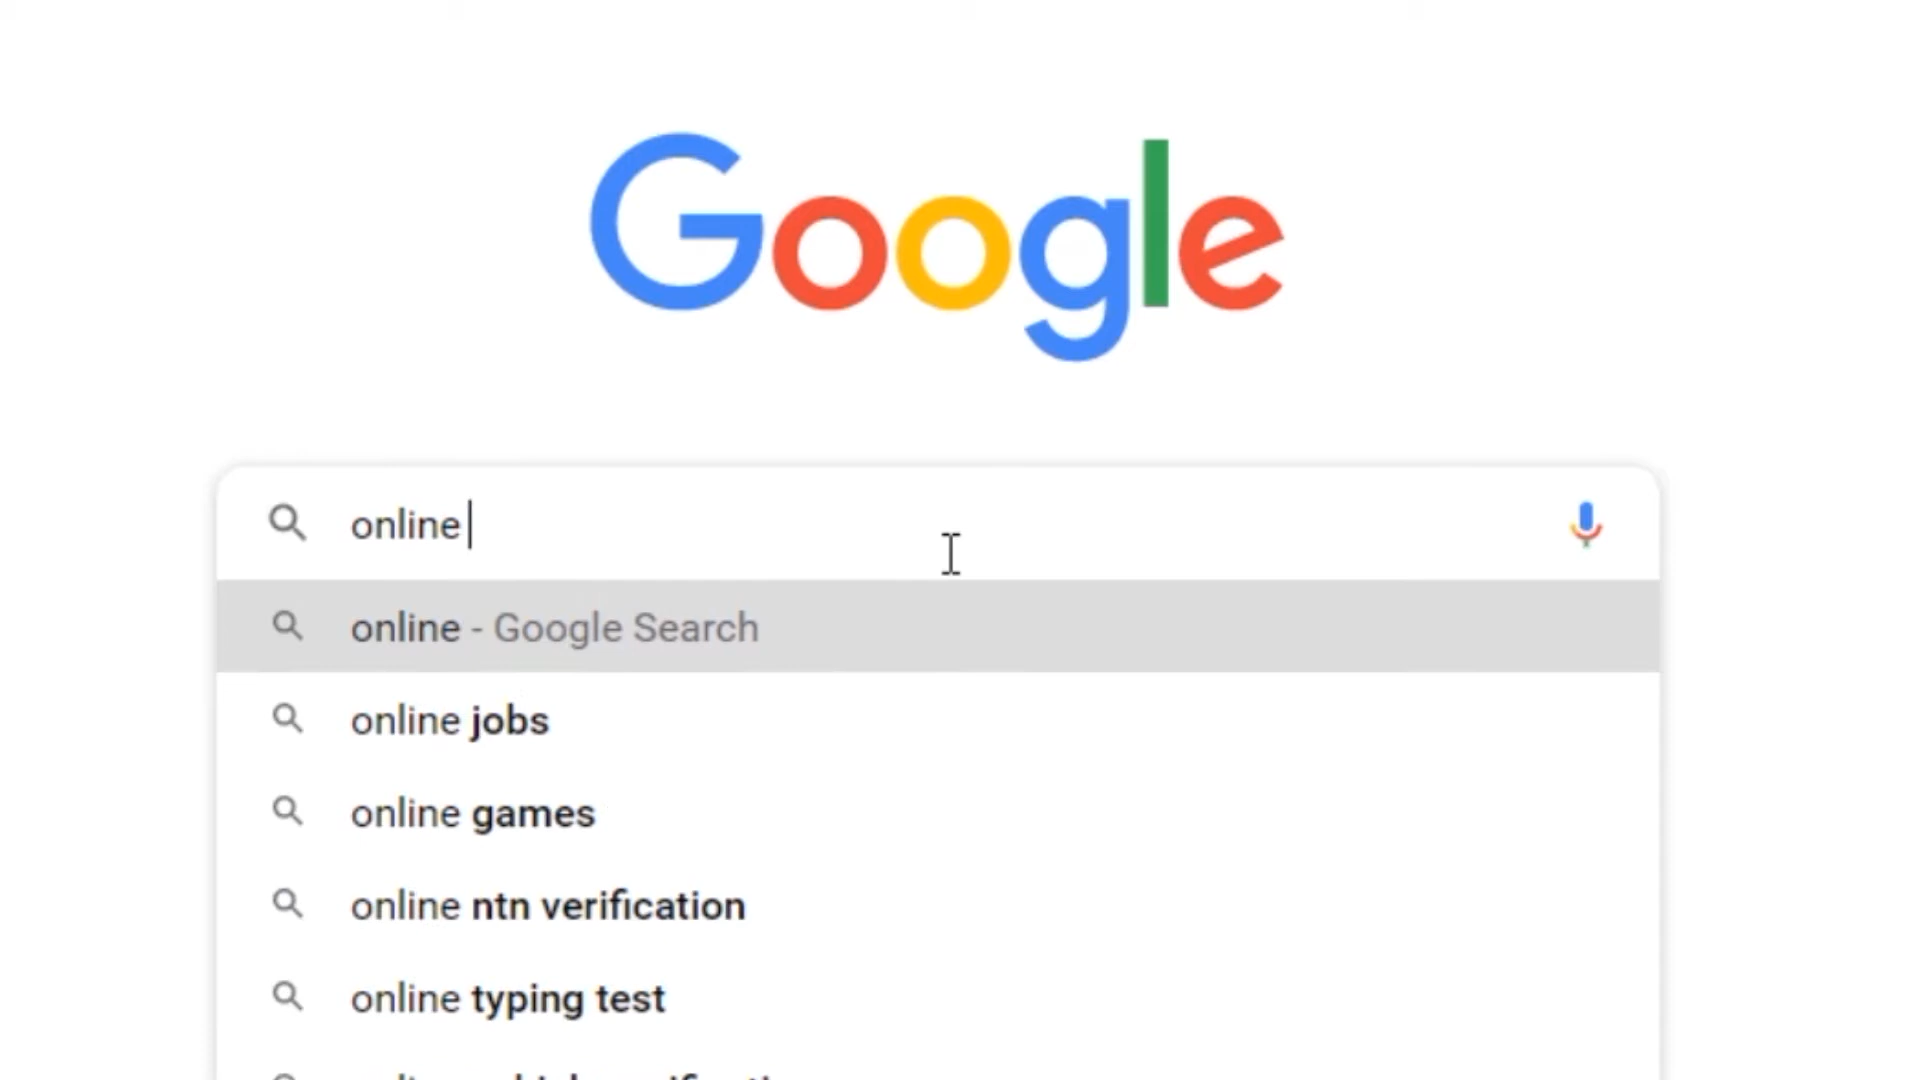 Google
online
online - Google Search
online jobs
online games
online ntn verification
online typing test